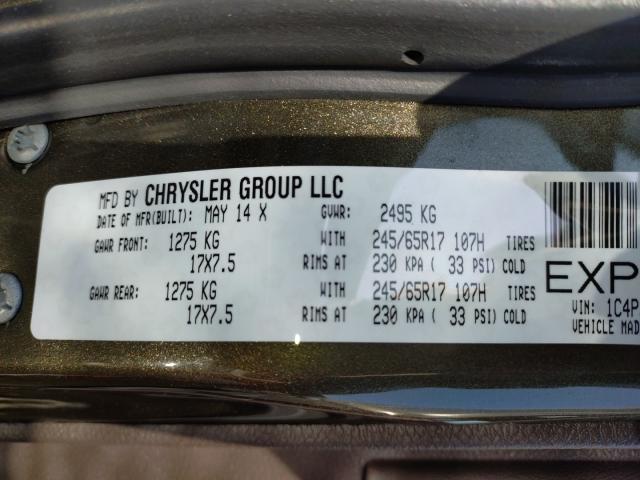 MFD BY CHRYSLER GROUP LLC
DATE OF MFR(BUILT): MAY 14 X GVWR: 2495 KG
GAWR FRONT: 1275 KG WITH 245/65R17 107H TIRES
17X7.5 RIMS AT 230 KPA ( 33 PSI) COLD
GAWR REAR: 1275 KG WITH 245/65R17 107H TIRES
17X7.5 RIMS AT 230 KPA ( 33 PSI) COLD
EXP
VIN: 1C4P
VEHICLE MAD